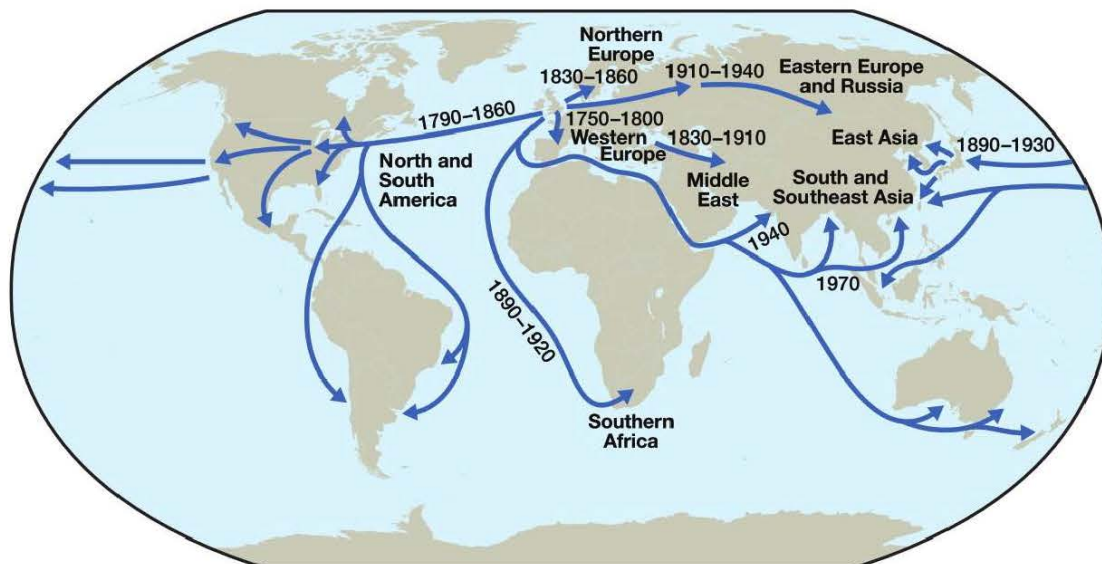 Northern
Europe
1830–1860
1910–1940
Eastern Europe
and Russia
1790–1860
1750–1800
Western
Europe
1830–1910
East Asia
1890–1930
North and
South
America
Middle
East
South and
Southeast Asia
1940
1970
1890–1920
Southern
Africa